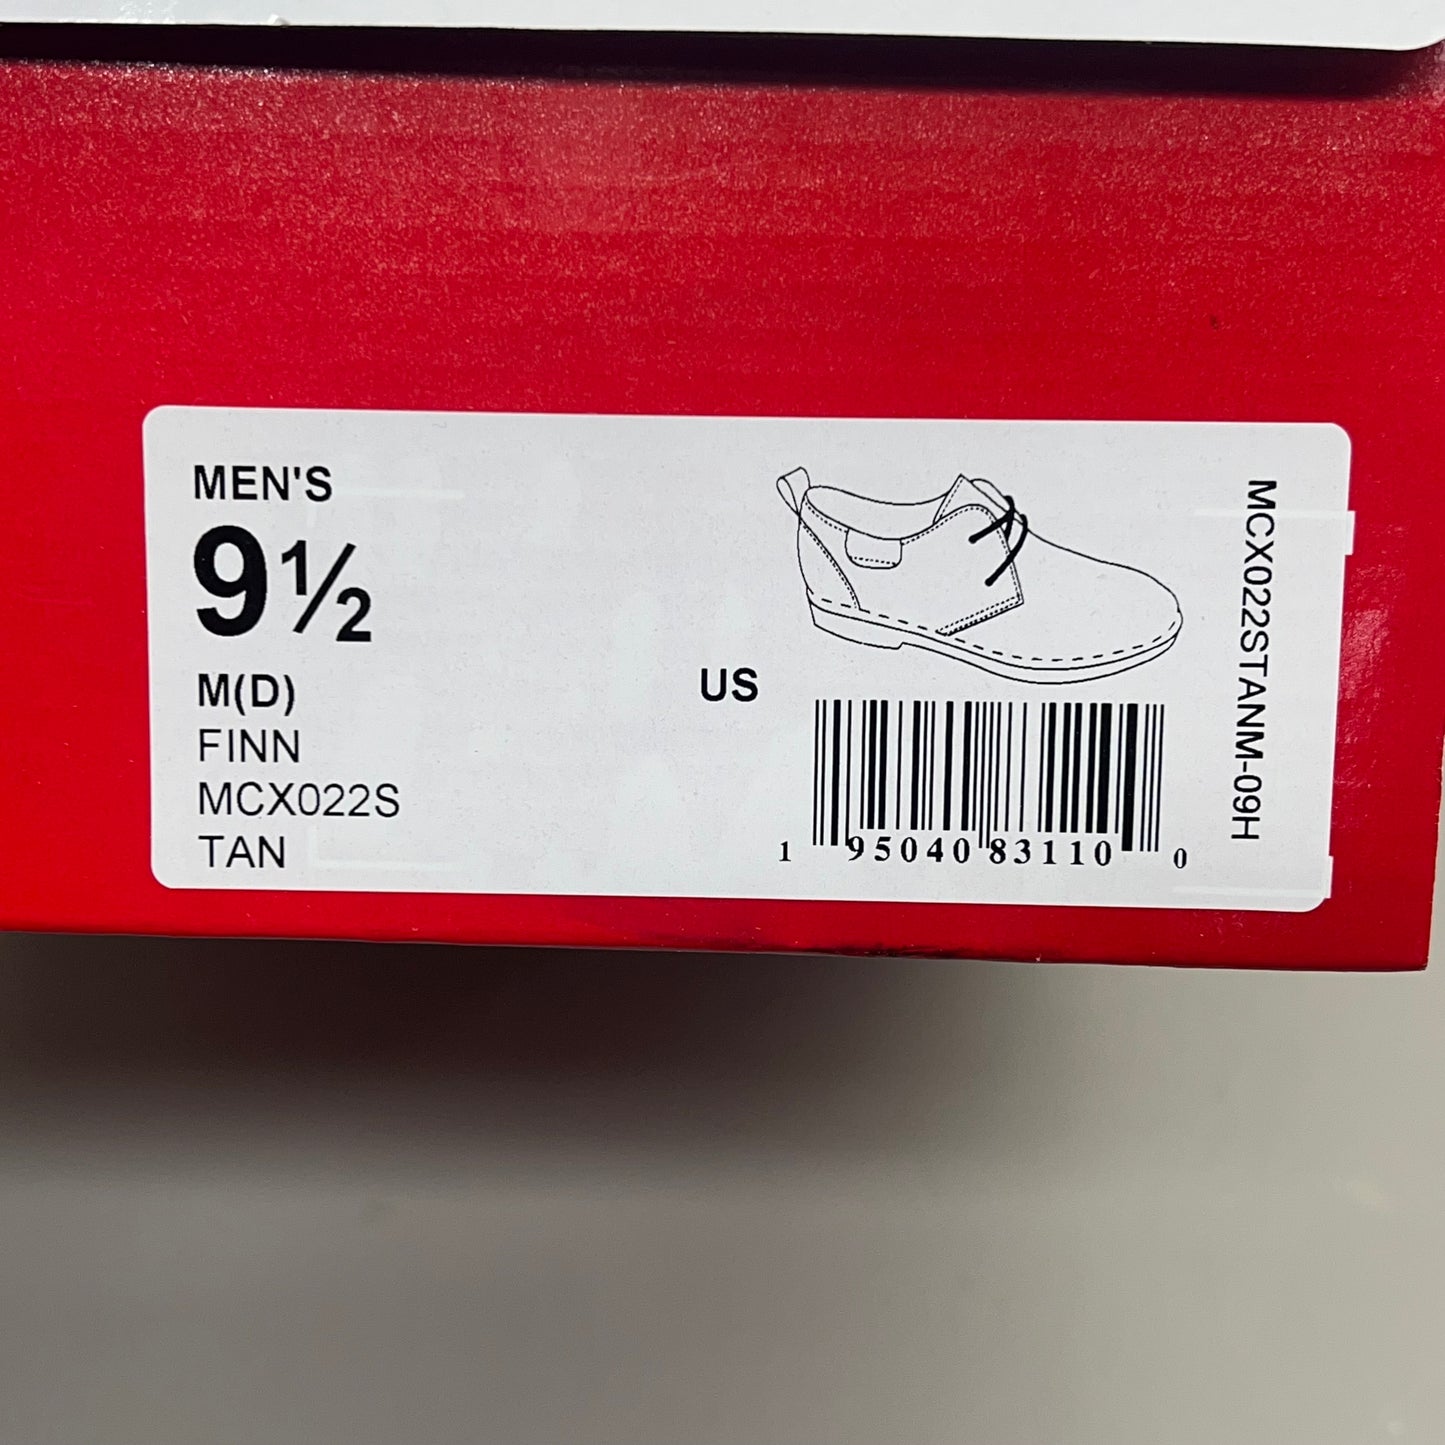 MEN'S
9½
M(D)
FINN
MCX022S
TAN
US
1 95040 83110 0
MCX022STANM-09H